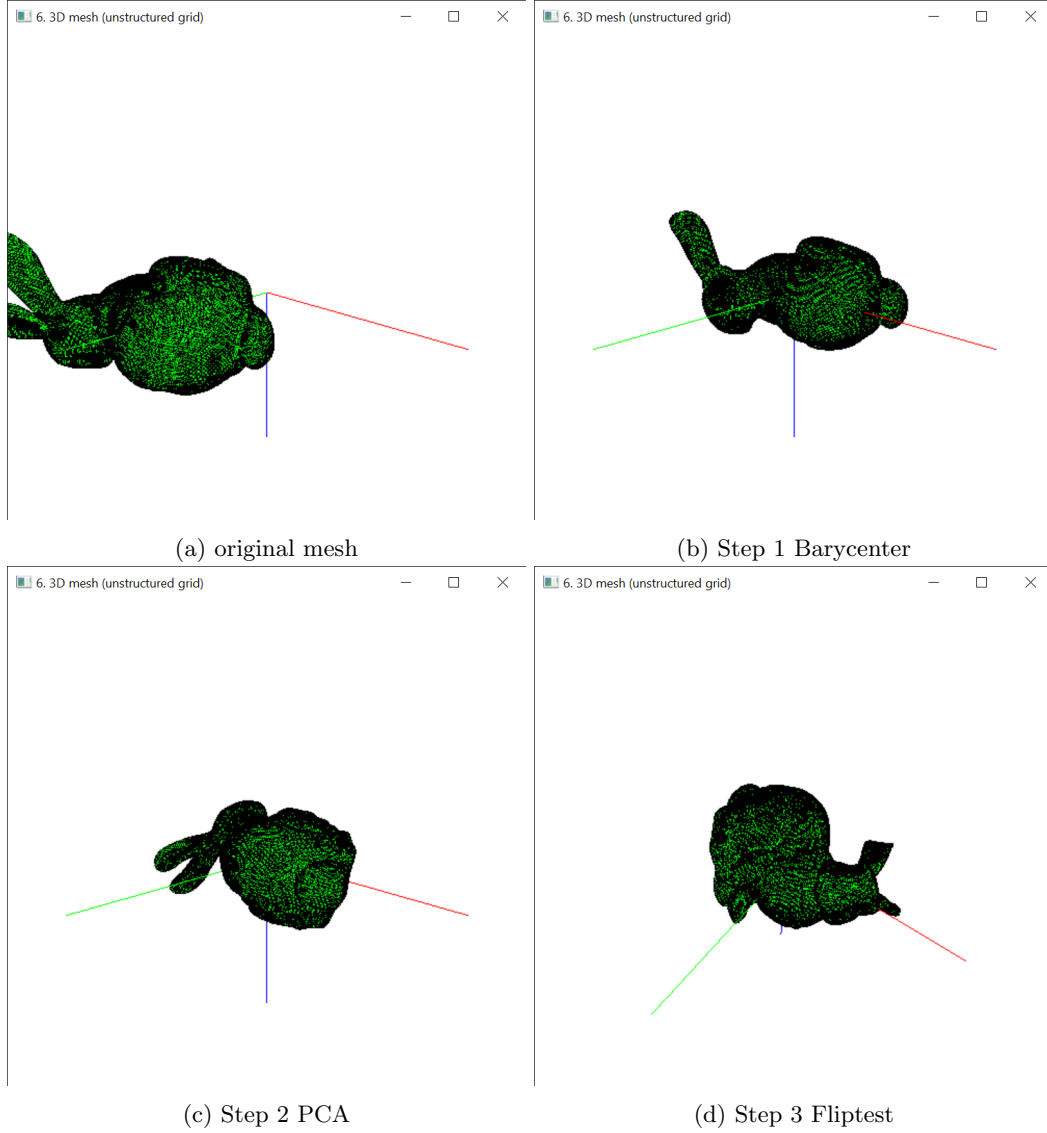 6. 3D mesh (unstructured grid)
6. 3D mesh (unstructured grid)
(a) original mesh
(b) Step 1 Barycenter
6. 3D mesh (unstructured grid)
6. 3D mesh (unstructured grid)
(c) Step 2 PCA
(d) Step 3 Fliptest